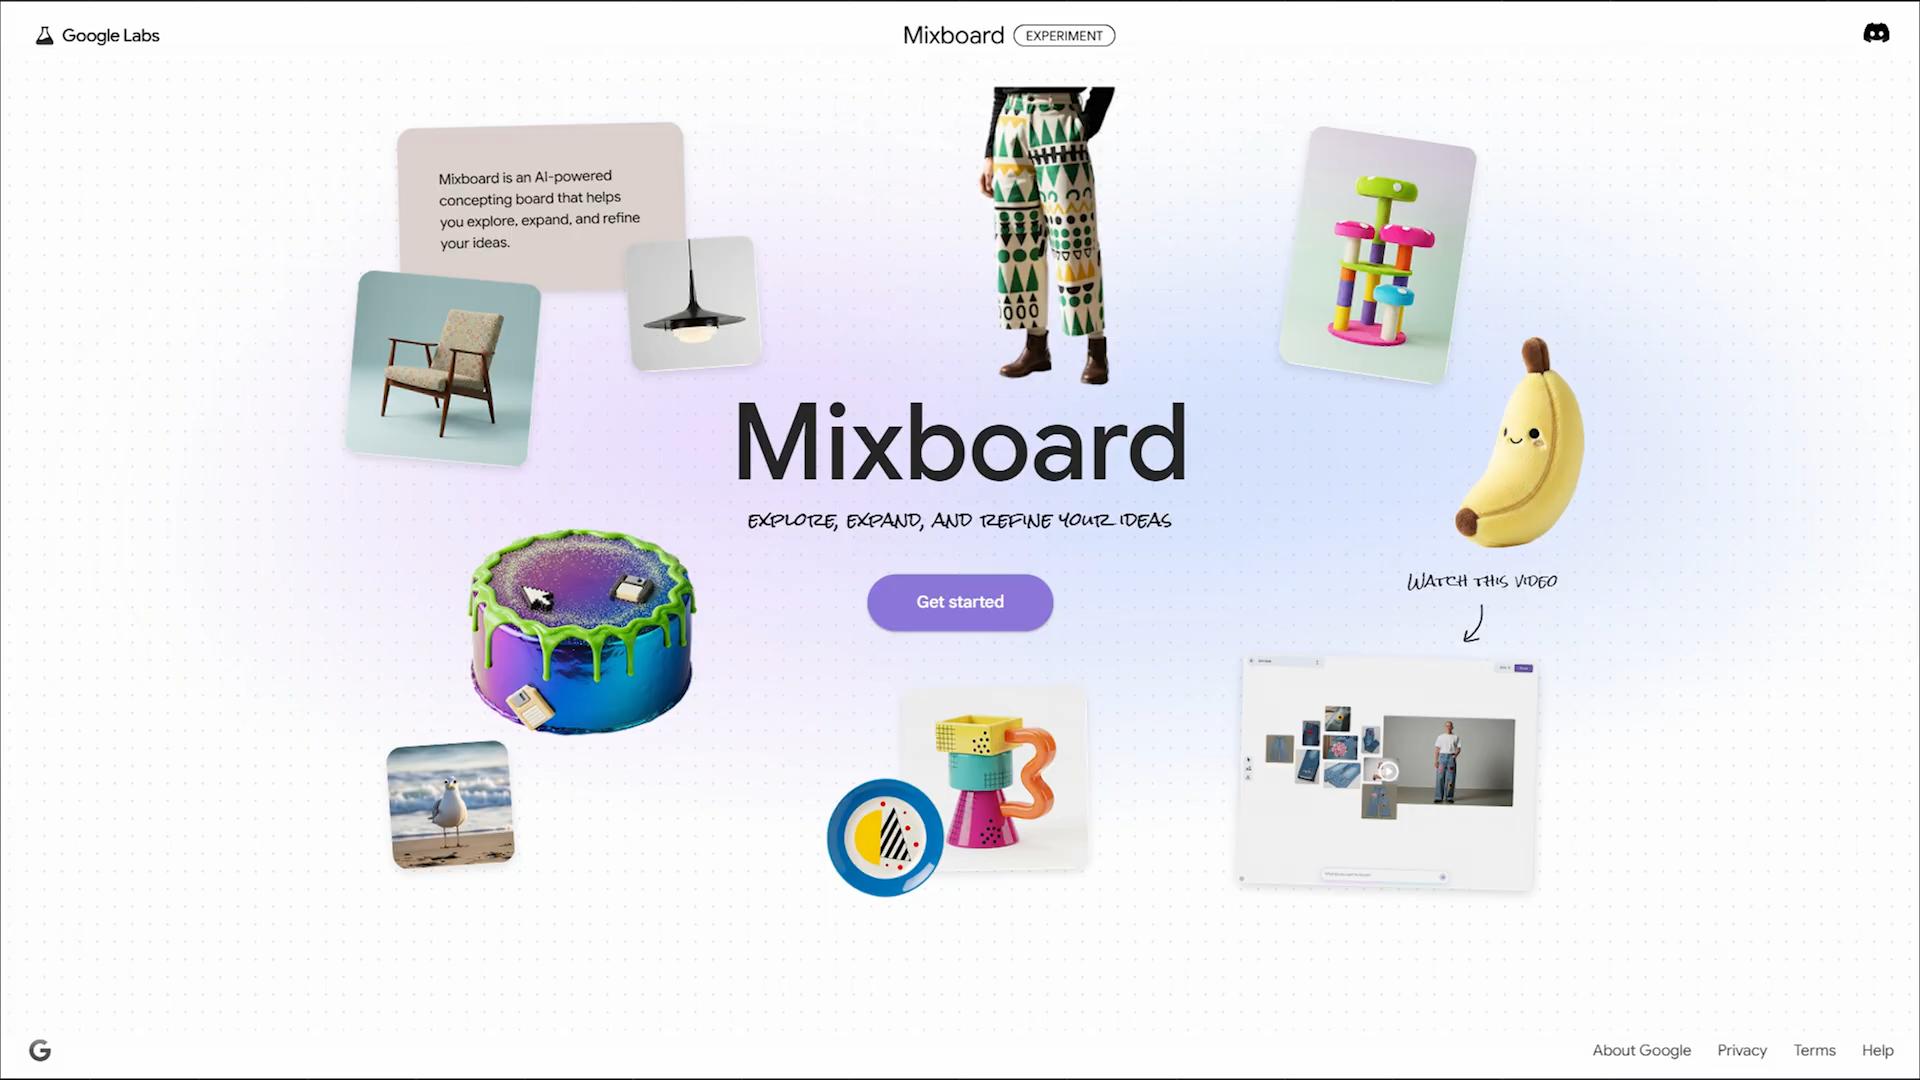 Google Labs
Mixboard EXPERIMENT
Mixboard is an AI-powered
concepting board that helps
you explore, expand, and refine
your ideas.
Mixboard
EXPLORE, EXPAND, AND REFINE YOUR IDEAS
Get started
WATCH THIS VIDEO
G
About Google Privacy Terms Help